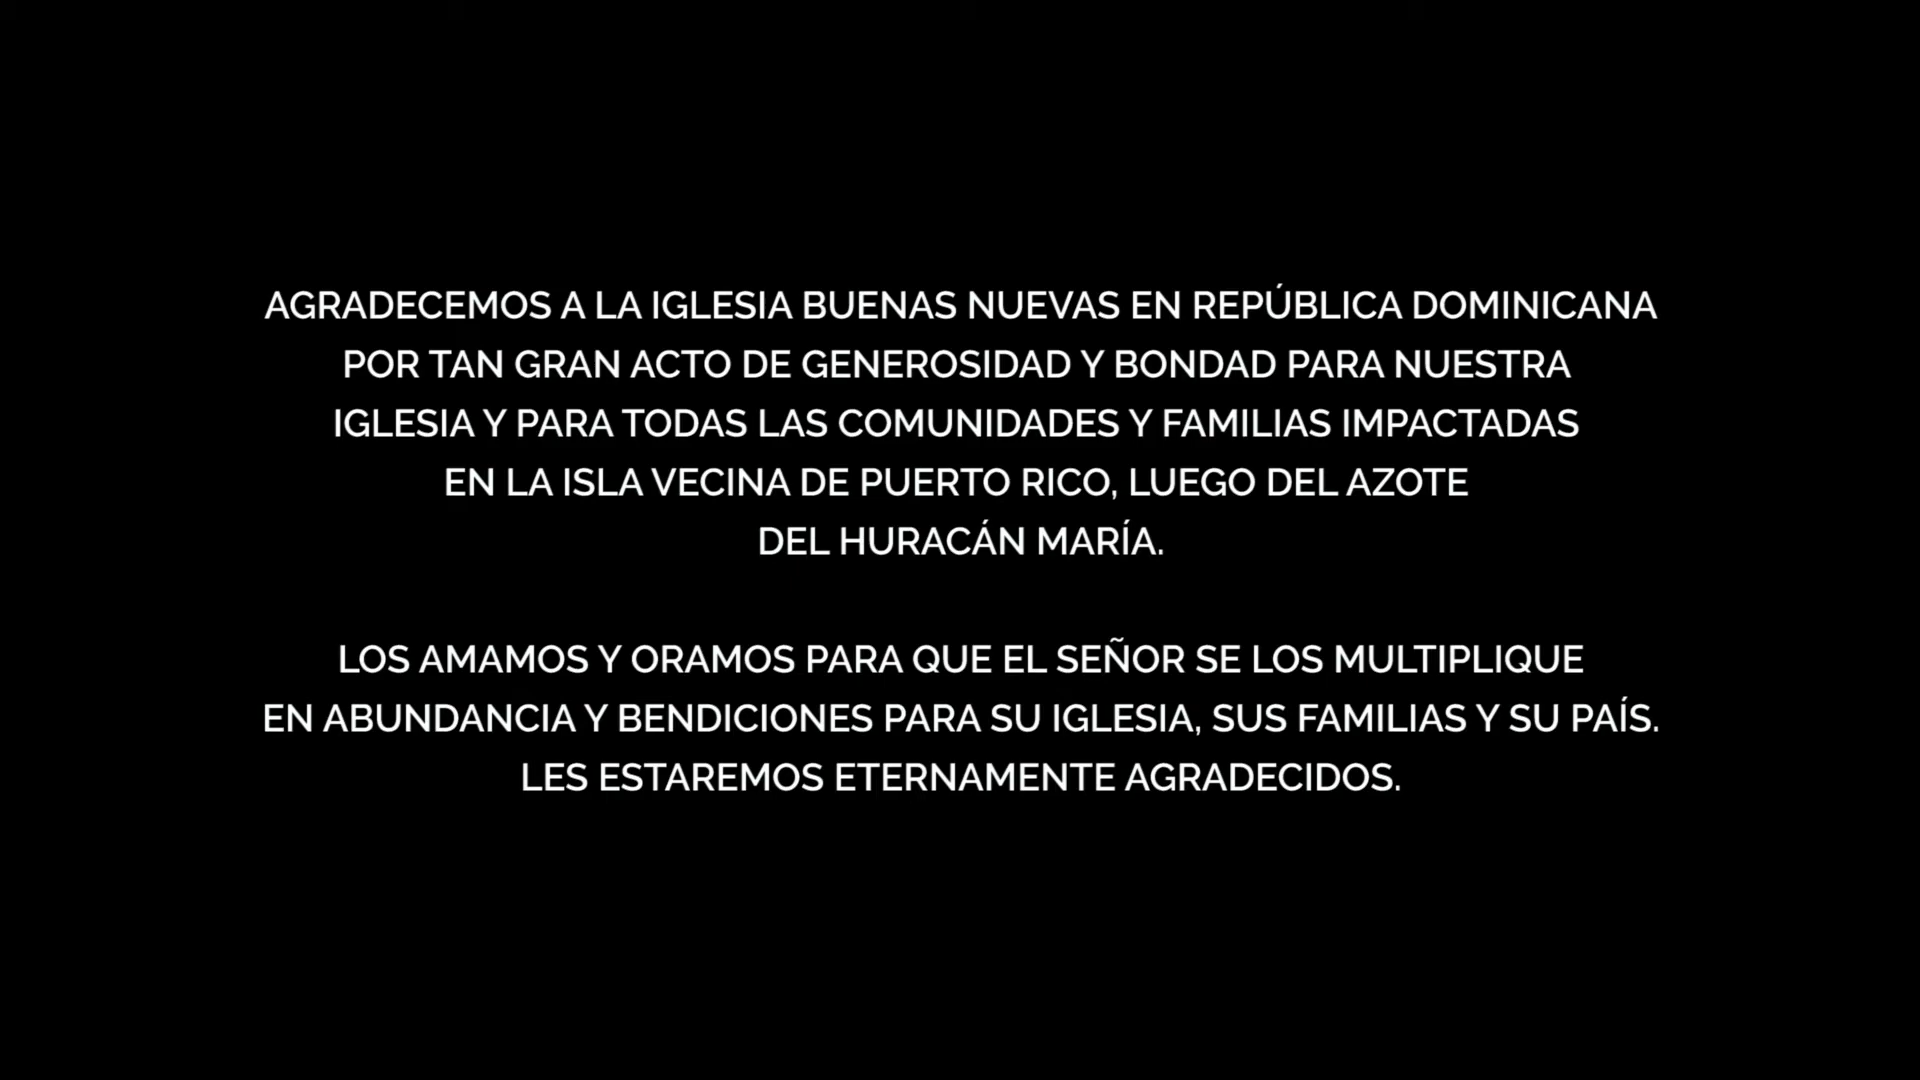 AGRADECEMOS A LA IGLESIA BUENAS NUEVAS EN REPÚBLICA DOMINICANA
POR TAN GRAN ACTO DE GENEROSIDAD Y BONDAD PARA NUESTRA
IGLESIA Y PARA TODAS LAS COMUNIDADES Y FAMILIAS IMPACTADAS
EN LA ISLA VECINA DE PUERTO RICO, LUEGO DEL AZOTE
DEL HURACÁN MARÍA.
LOS AMAMOS Y ORAMOS PARA QUE EL SEÑOR SE LOS MULTIPLIQUE
EN ABUNDANCIA Y BENDICIONES PARA SU IGLESIA, SUS FAMILIAS Y SU PAÍS.
LES ESTAREMOS ETERNAMENTE AGRADECIDOS.